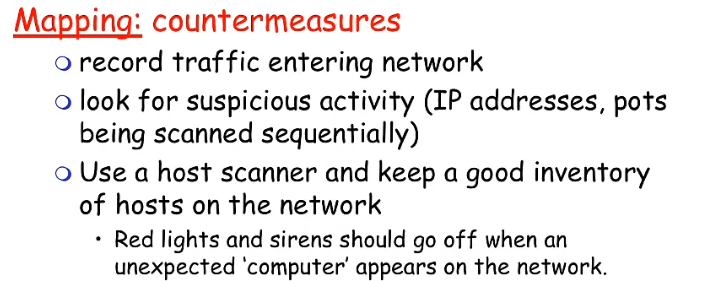 Mapping: countermeasures
record traffic entering network
look for suspicious activity (IP addresses, pots
being scanned sequentially)
Use a host scanner and keep a good inventory
of hosts on the network
• Red lights and sirens should go off when an
unexpected 'computer' appears on the network.